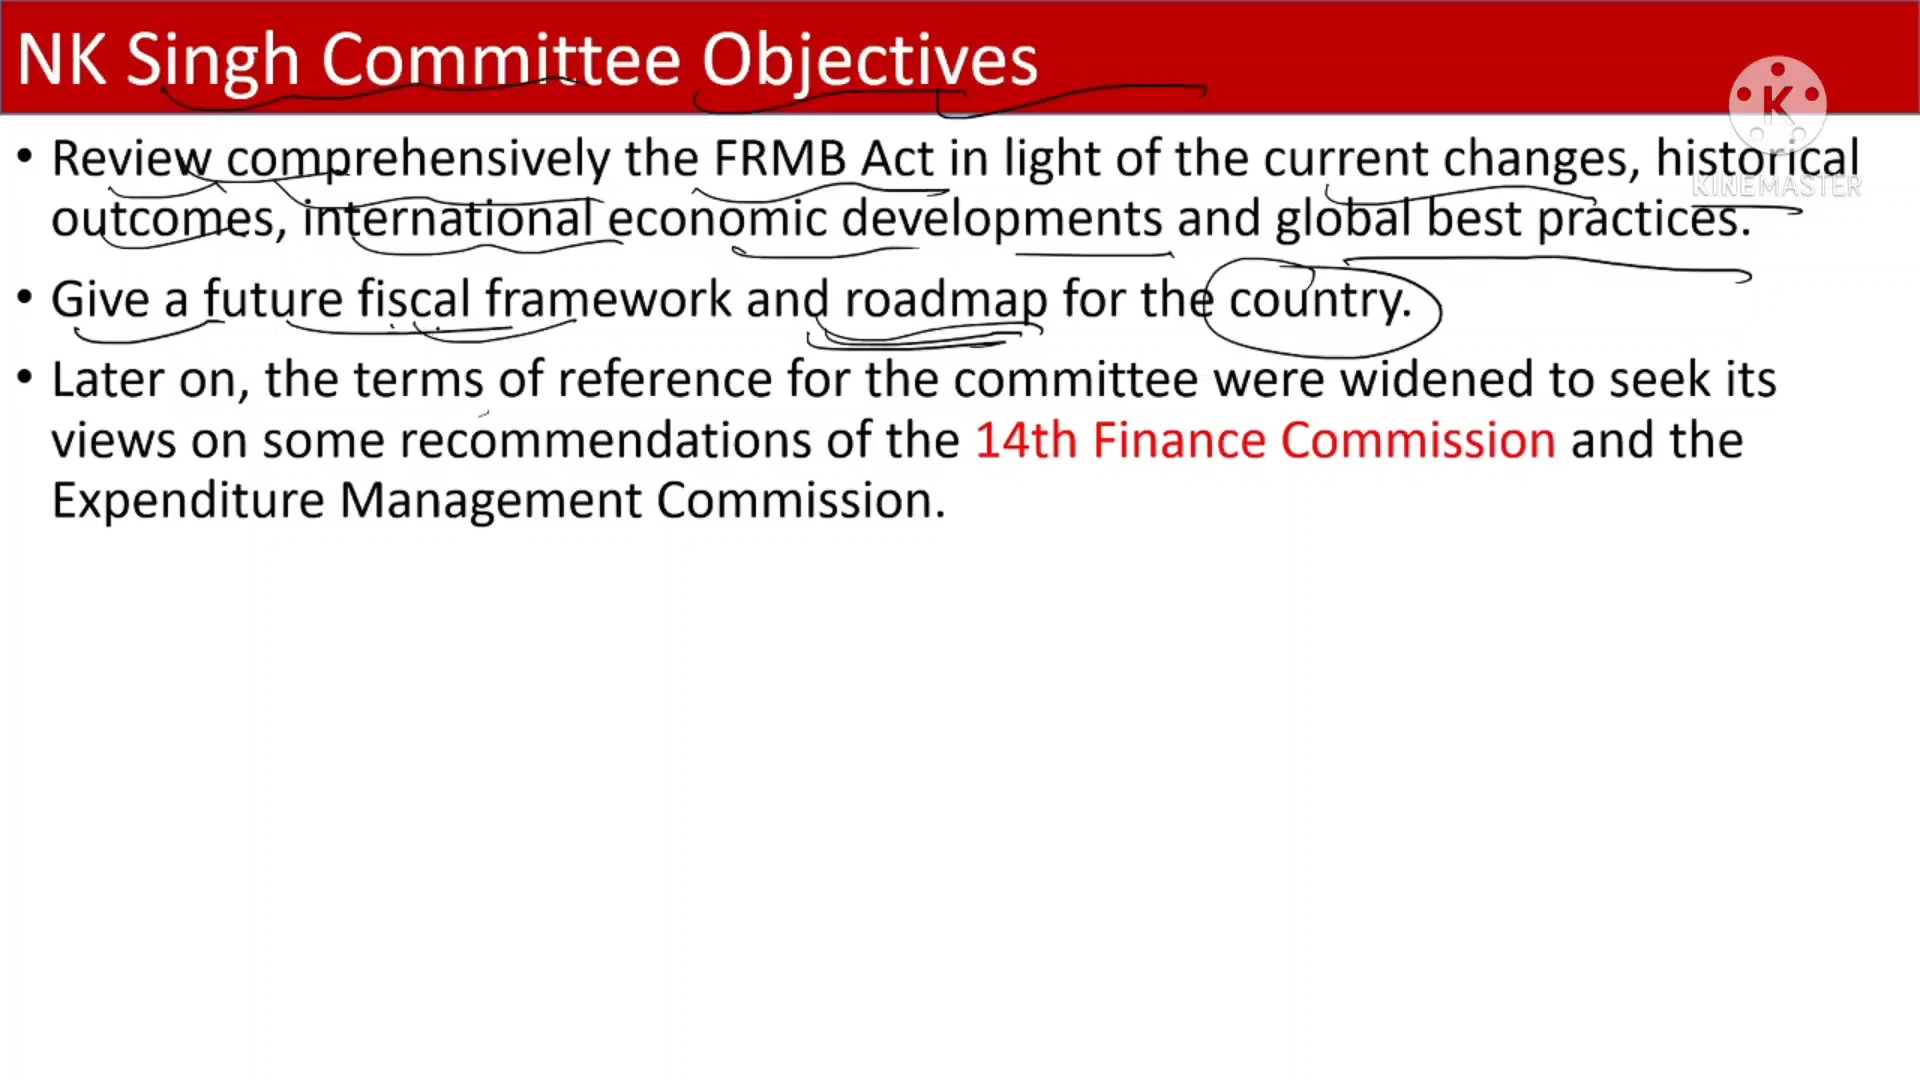 NK Singh Committee Objectives
K
KINEMASTER
• Review comprehensively the FRMB Act in light of the current changes, historical
outcomes, international economic developments and global best practices.
• Give a future fiscal framework and roadmap for the country.
• Later on, the terms of reference for the committee were widened to seek its
views on some recommendations of the 14th Finance Commission and the
Expenditure Management Commission.